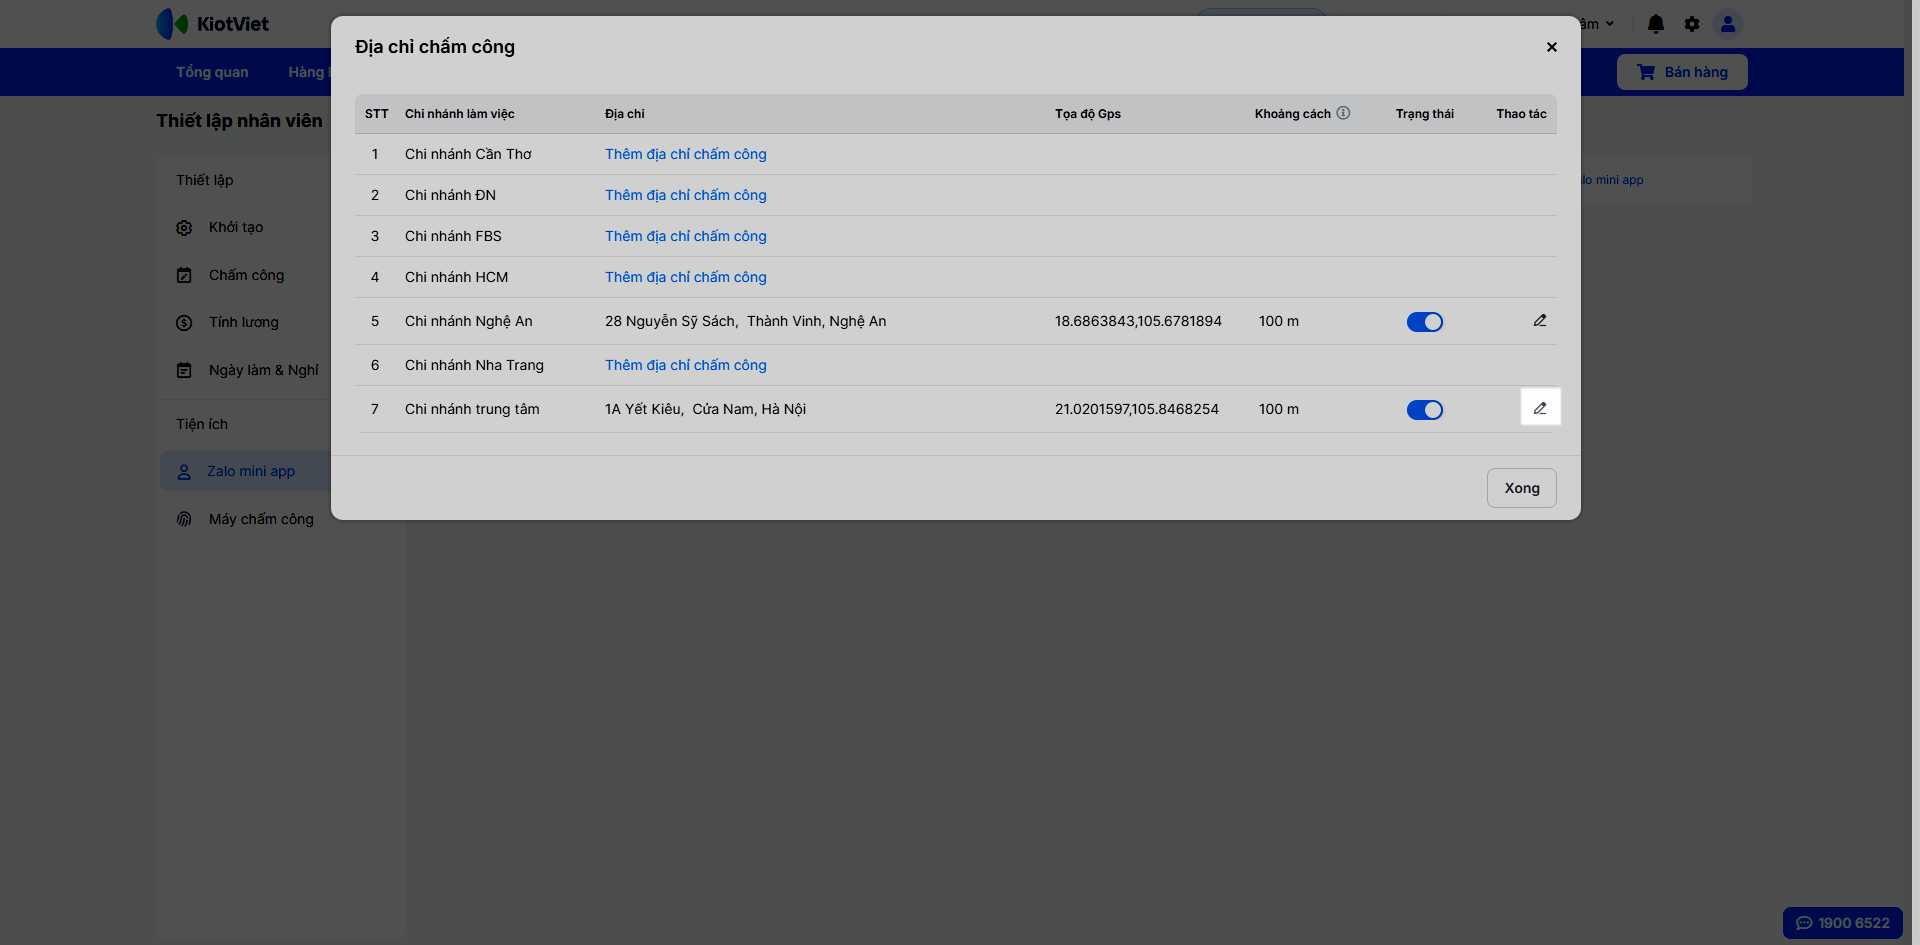 KiotViet
Địa chỉ chấm công
âm
Tổng quan
Hàng
Bán hàng
Thiết lập nhân viên
STT Chi nhánh làm việc Địa chỉ Tọa độ Gps Khoảng cách Trạng thái Thao tác
1 Chi nhánh Cần Thơ Thêm địa chỉ chấm công
2 Chi nhánh ĐN Thêm địa chỉ chấm công
3 Chi nhánh FBS Thêm địa chỉ chấm công
4 Chi nhánh HCM Thêm địa chỉ chấm công
5 Chi nhánh Nghệ An 28 Nguyễn Sỹ Sách, Thành Vinh, Nghệ An 18.6863843,105.6781894 100 m
6 Chi nhánh Nha Trang Thêm địa chỉ chấm công
7 Chi nhánh trung tâm 1A Yết Kiêu, Cửa Nam, Hà Nội 21.0201597,105.8468254 100 m
Xong
Thiết lập
Khởi tạo
Chấm công
Tính lương
Ngày làm & Nghỉ
Tiện ích
Zalo mini app
Máy chấm công
alo mini app
1900 6522